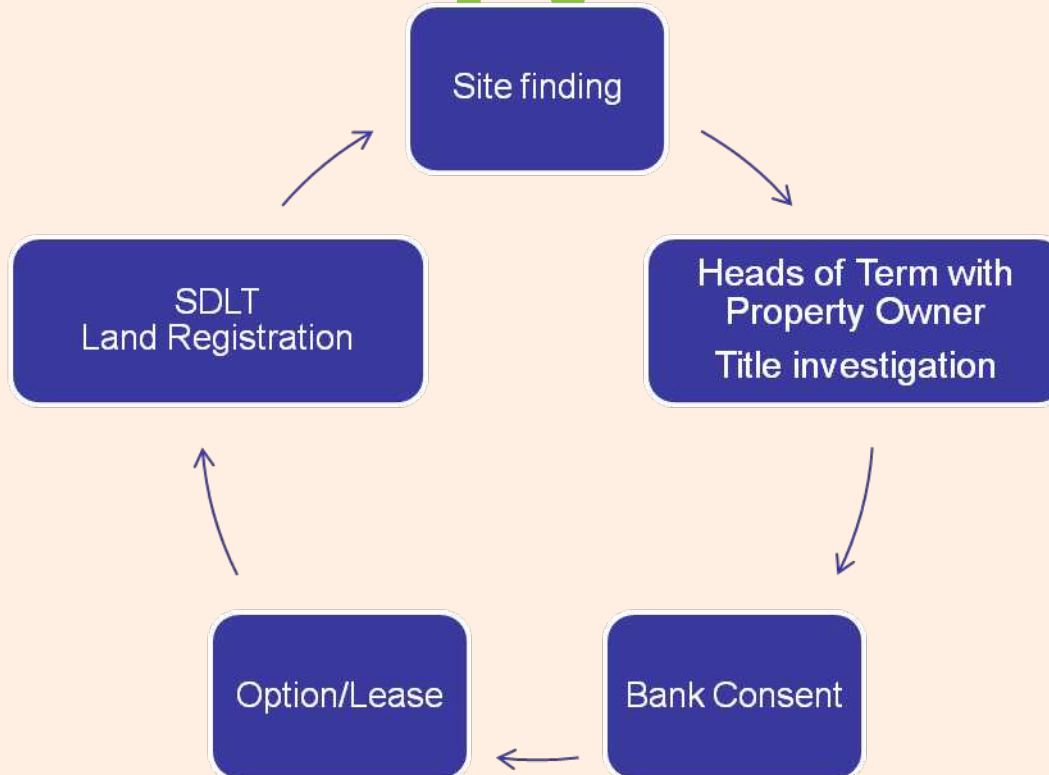 Site finding
Heads of Term with
Property Owner
Title investigation
Bank Consent
Option/Lease
SDLT
Land Registration